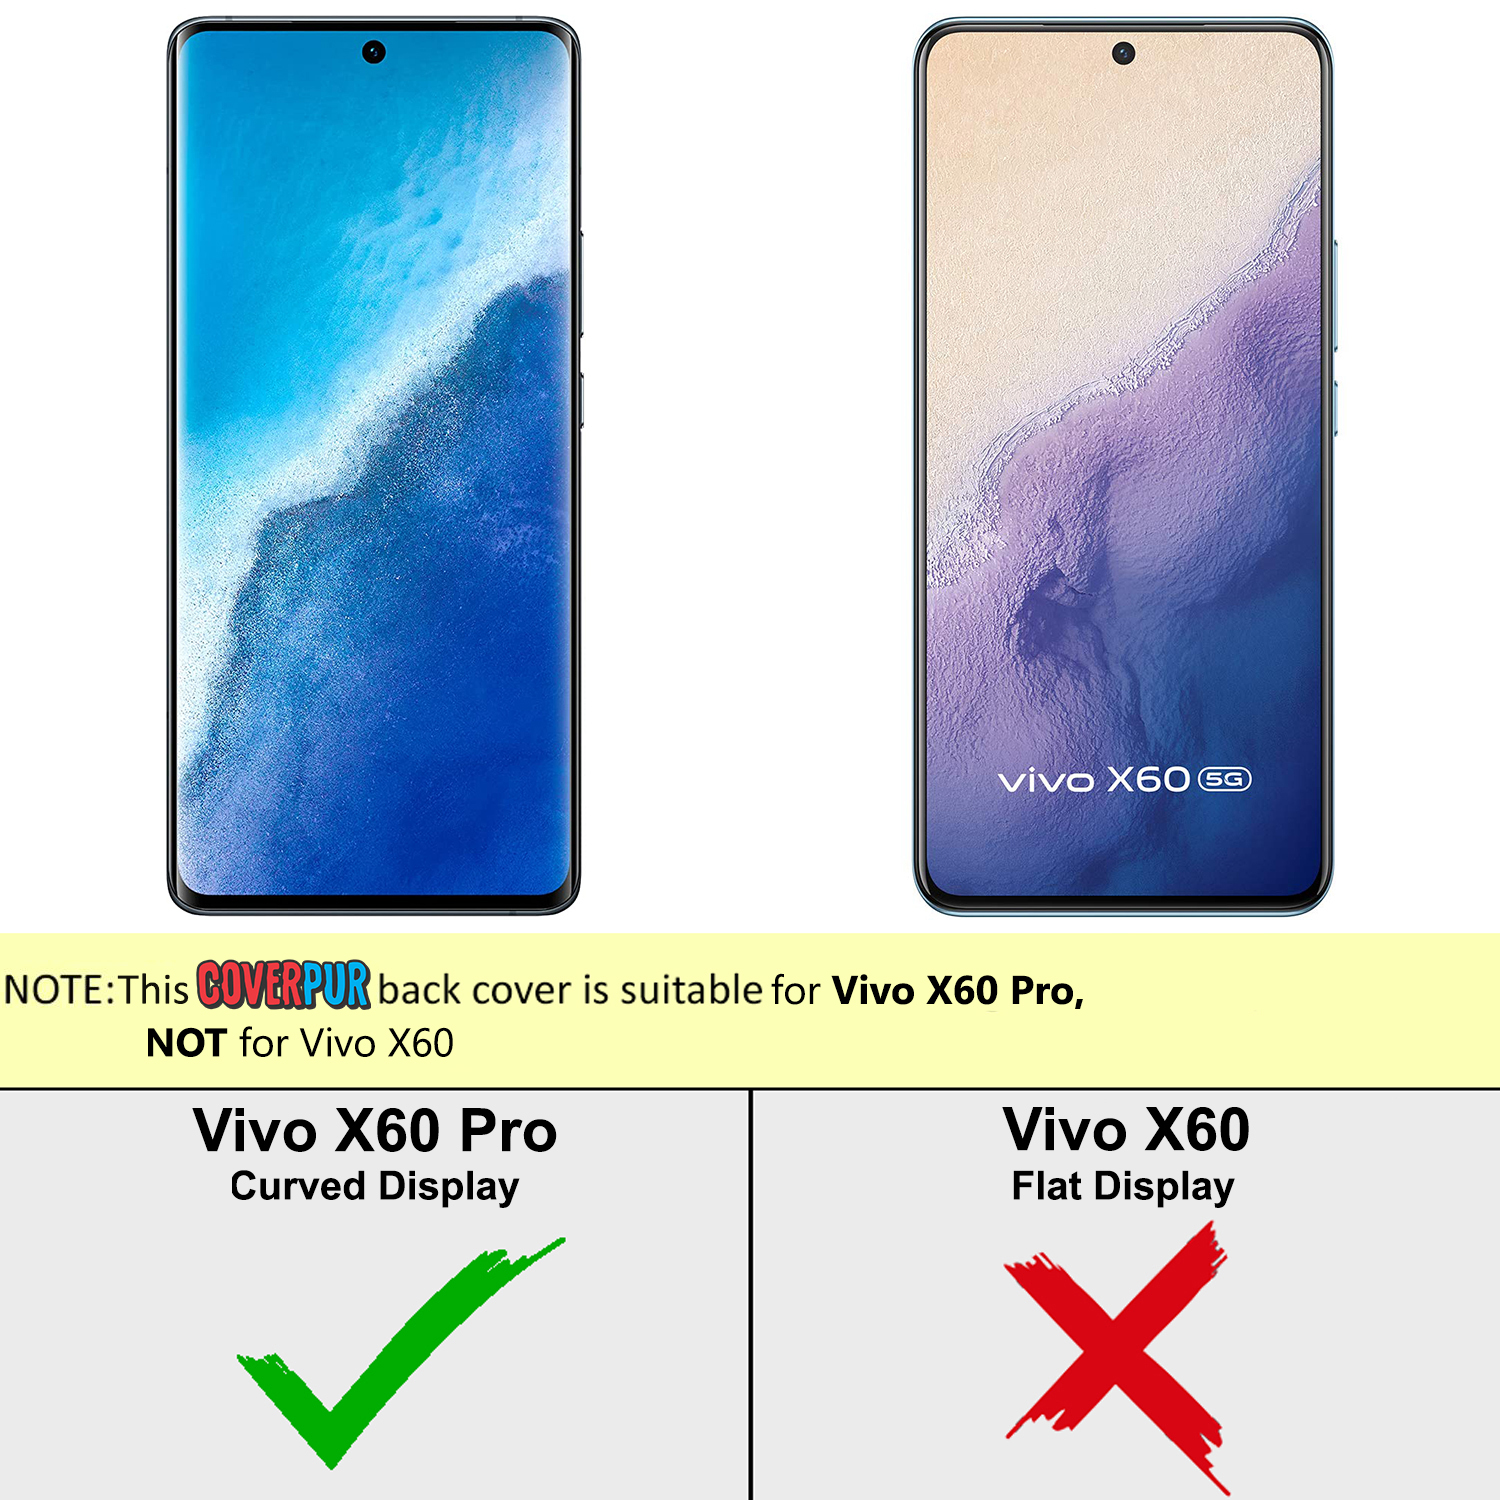 vivo X60 5G
NOTE:This COVERPUR back cover is suitable for Vivo X60 Pro,
NOT for Vivo X60
Vivo X60 Pro
Curved Display
Vivo X60
Flat Display